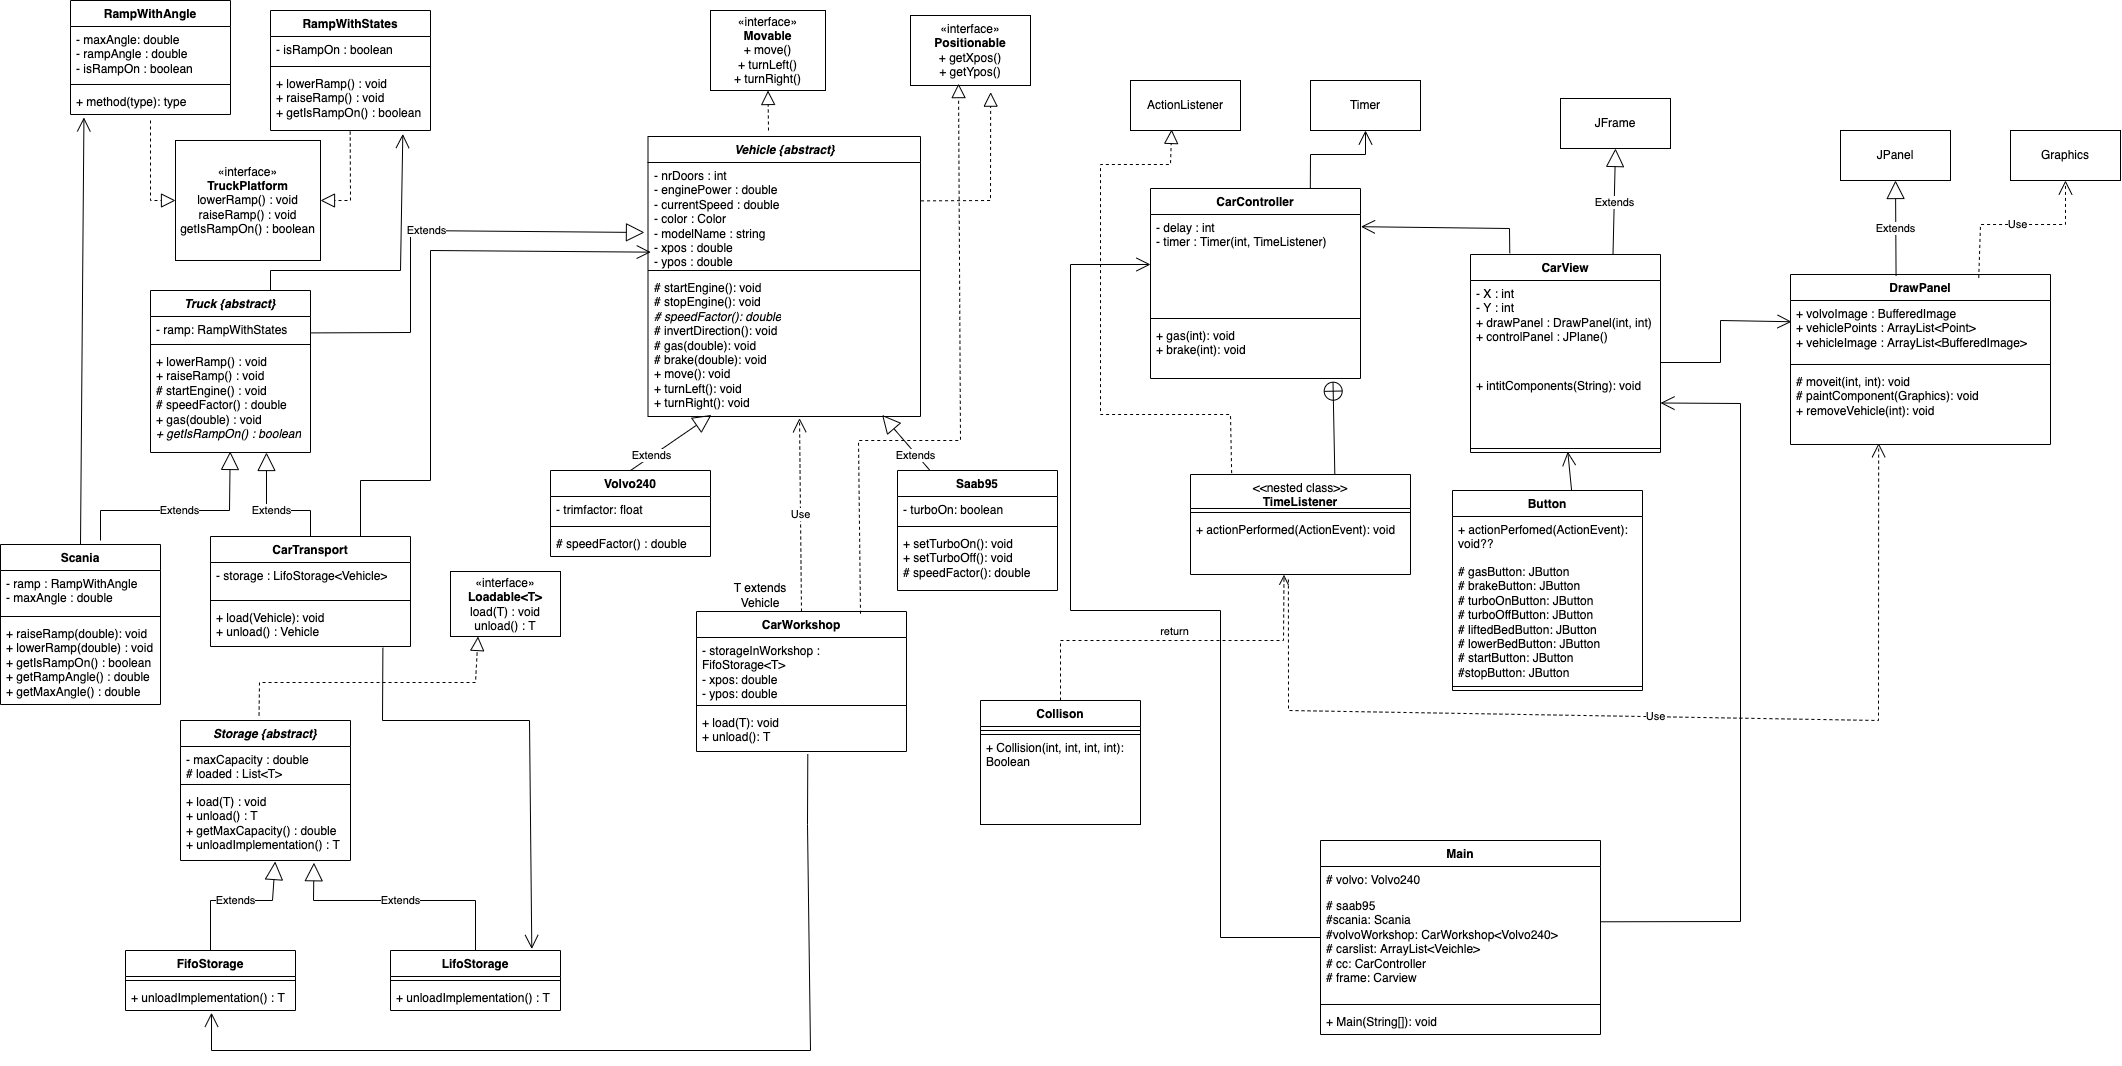 RampWithAngle
- maxAngle: double
- rampAngle : double
- isRampOn : boolean
+ method(type): type
RampWithStates
- isRampOn : boolean
+ lowerRamp() : void
+ raiseRamp() : void
+ getIsRampOn() : boolean
«interface»
TruckPlatform
lowerRamp() : void
raiseRamp() : void
getIsRampOn() : boolean
«interface»
Movable
+ move()
+ turnLeft()
+ turnRight()
«interface»
Positionable
+ getXpos()
+ getYpos()
ActionListener
Timer
JFrame
JPanel
Graphics
Vehicle {abstract}
- nrDoors : int
- enginePower : double
- currentSpeed : double
- color : Color
- modelName : string
- xpos : double
- ypos : double
# startEngine(): void
# stopEngine(): void
# speedFactor(): double
# invertDirection(): void
# gas(double): void
# brake(double): void
+ move(): void
+ turnLeft(): void
+ turnRight(): void
Extends
CarController
- delay : int
- timer : Timer(int, TimeListener)
+ gas(int): void
+ brake(int): void
Extends
CarView
- X : int
- Y : int
+ drawPanel : DrawPanel(int, int)
+ controlPanel : JPlane()
+ intitComponents(String): void
Extends
Use
DrawPanel
+ volvoImage : BufferedImage
+ vehiclePoints : ArrayList<Point>
+ vehicleImage : ArrayList<BufferedImage>
# moveit(int, int): void
# paintComponent(Graphics): void
+ removeVehicle(int): void
Truck {abstract}
- ramp: RampWithStates
+ lowerRamp() : void
+ raiseRamp() : void
# startEngine() : void
# speedFactor() : double
+ gas(double) : void
+ getIsRampOn() : boolean
Extends
Extends
Extends
Extends
Volvo240
- trimfactor: float
# speedFactor() : double
Use
Saab95
- turboOn: boolean
+ setTurboOn(): void
+ setTurboOff(): void
# speedFactor(): double
<<nested class>>
TimeListener
+ actionPerformed(ActionEvent): void
Button
+ actionPerfomed(ActionEvent):
void??
# gasButton: JButton
# brakeButton: JButton
# turboOnButton: JButton
# turboOffButton: JButton
# liftedBedButton: JButton
# lowerBedButton: JButton
# startButton: JButton
#stopButton: JButton
Scania
- ramp : RampWithAngle
- maxAngle : double
+ raiseRamp(double): void
+ lowerRamp(double) : void
+ getIsRampOn() : boolean
+ getRampAngle() : double
+ getMaxAngle() : double
CarTransport
- storage : LifoStorage<Vehicle>
+ load(Vehicle): void
+ unload() : Vehicle
«interface»
Loadable<T>
load(T) : void
unload() : T
T extends
Vehicle
CarWorkshop
- storageInWorkshop :
FifoStorage<T>
- xpos: double
- ypos: double
+ load(T): void
+ unload(): T
return
Use
Collison
+ Collision(int, int, int, int):
Boolean
Storage {abstract}
- maxCapacity : double
# loaded : List<T>
+ load(T) : void
+ unload() : T
+ getMaxCapacity() : double
+ unloadImplementation() : T
Extends
Extends
FifoStorage
+ unloadImplementation() : T
LifoStorage
+ unloadImplementation() : T
Main
# volvo: Volvo240
# saab95
#scania: Scania
#volvoWorkshop: CarWorkshop<Volvo240>
# carslist: ArrayList<Veichle>
# cc: CarController
# frame: Carview
+ Main(String[]): void